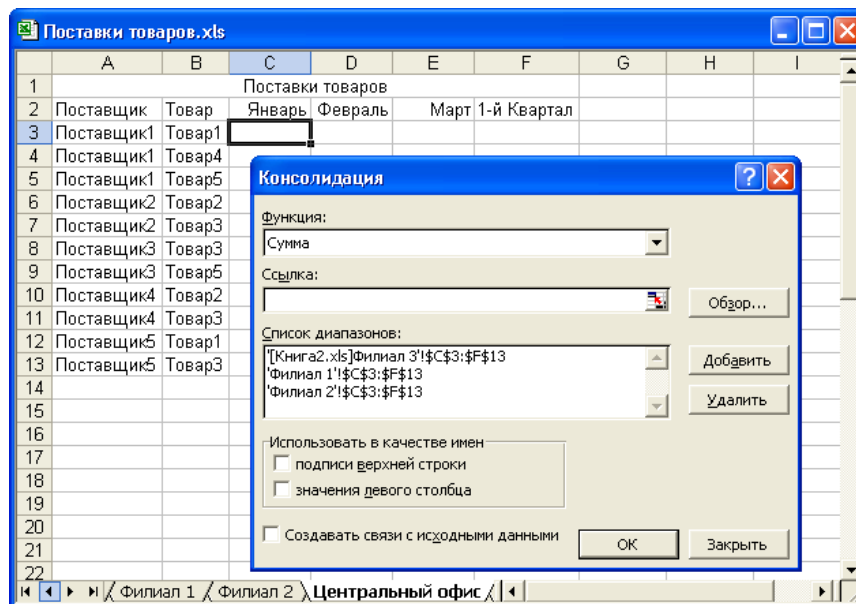 Поставки товаров.xls
A B C D E F G H I
1 Поставки товаров
2 Поставщик Товар Январь Февраль Март 1-й Квартал
3 Поставщик1 Товар1
4 Поставщик1 Товар4
5 Поставщик1 Товар5
6 Поставщик2 Товар2
7 Поставщик2 Товар3
8 Поставщик3 Товар3
9 Поставщик3 Товар5
10 Поставщик4 Товар2
11 Поставщик4 Товар3
12 Поставщик5 Товар1
13 Поставщик5 Товар3
14
15
16
17
18
19
20
21
22
Консолидация
Функция:
Сумма
Ссылка:
Обзор...
Список диапазонов:
'[Книга2.xls]Филиал 3'!$C$3:$F$13
'Филиал 1'!$C$3:$F$13
'Филиал 2'!$C$3:$F$13
Добавить
Удалить
Использовать в качестве имен
подписи верхней строки
значения левого столбца
Создавать связи с исходными данными
ОК
Закрыть
Филиал 1 Филиал 2 Центральный офис